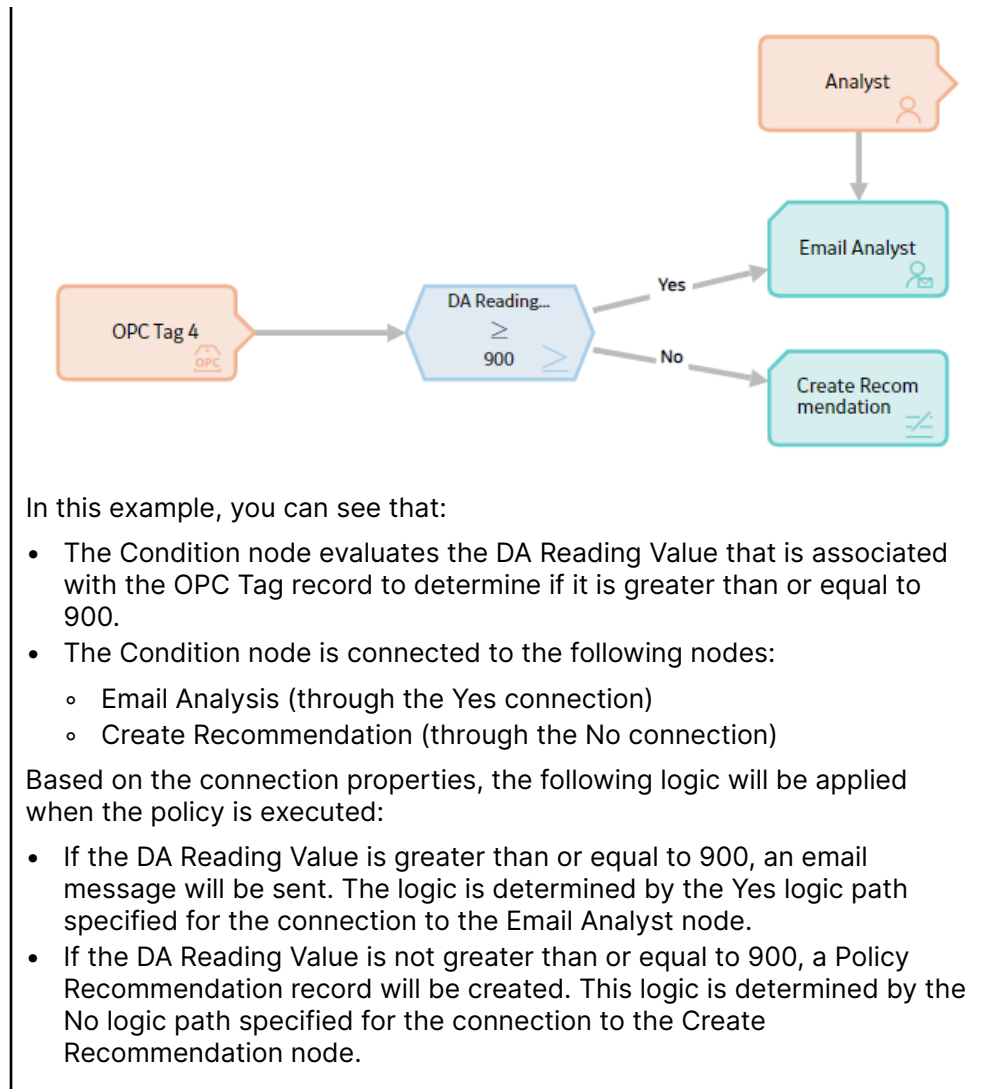 Analyst
Email Analyst
Yes
OPC Tag 4
OPC
DA Reading...
≥
900
≥
No
Create Recom
mendation
In this example, you can see that:
• The Condition node evaluates the DA Reading Value that is associated
with the OPC Tag record to determine if it is greater than or equal to
900.
• The Condition node is connected to the following nodes:
◦ Email Analysis (through the Yes connection)
◦ Create Recommendation (through the No connection)
Based on the connection properties, the following logic will be applied
when the policy is executed:
• If the DA Reading Value is greater than or equal to 900, an email
message will be sent. The logic is determined by the Yes logic path
specified for the connection to the Email Analyst node.
• If the DA Reading Value is not greater than or equal to 900, a Policy
Recommendation record will be created. This logic is determined by the
No logic path specified for the connection to the Create
Recommendation node.